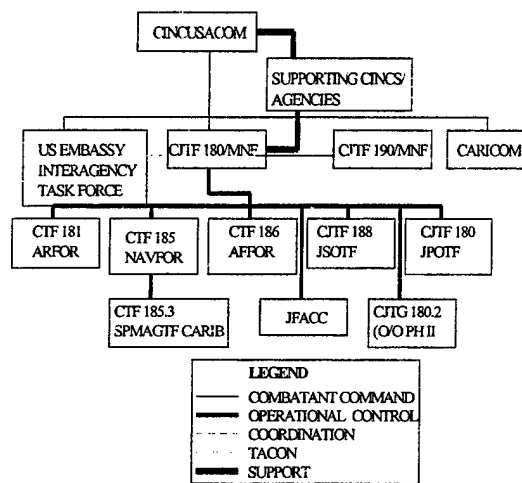 CINCUSACOM
SUPPORTING CINCS/
AGENCIES
US EMBASSY
INTERAGENCY
TASK FORCE
CJTF 180/MNF
CJTF 190/MNF
CARICOM
CTF 181
ARFOR
CTF 185
NAVFOR
CTF 186
AFFOR
CJTF 188
JSOTF
CJTF 180
JPOTF
CTF 185.3
SPMAGTF CARIB
JFACC
CJTG 180.2
(O/O PH II
LEGEND
COMBATANT COMMAND
OPERATIONAL CONTROL
COORDINATION
TACON
SUPPORT